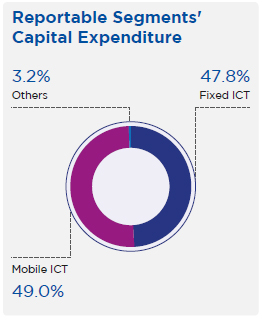 Reportable Segments'
Capital Expenditure
3.2%
Others
47.8%
Fixed ICT
Mobile ICT
49.0%